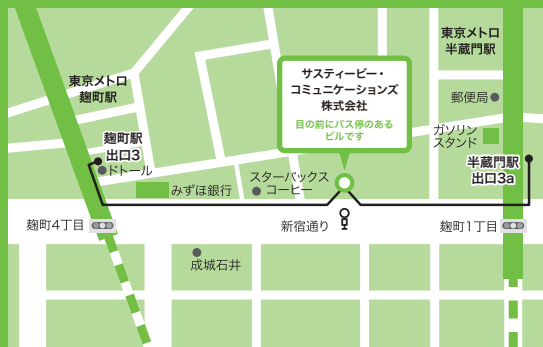 東京メトロ
麹町駅
東京メトロ
半蔵門駅
サスティービー・
コミュニケーションズ
株式会社
目の前にバス停のある
ビルです
郵便局
ガソリン
スタンド
麹町駅
出口3
ドトール
みずほ銀行
スターバックス
コーヒー
半蔵門駅
出口3a
麹町4丁目
新宿通り
麹町1丁目
成城石井